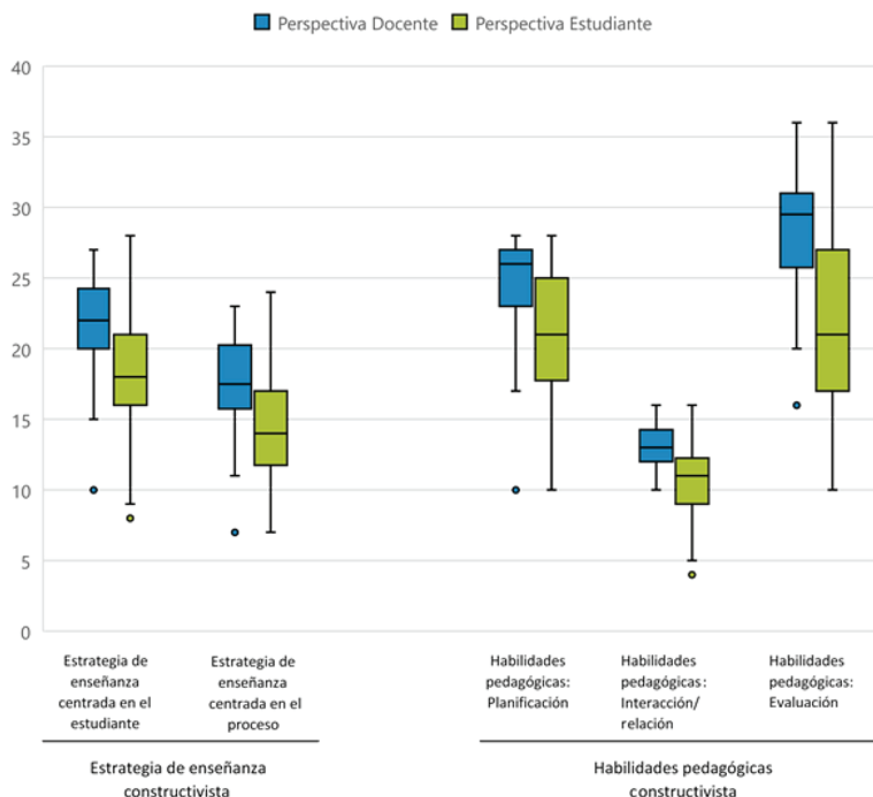 Perspectiva Docente Perspectiva Estudiante
40
35
30
25
20
15
10
5
0
Estrategia de
enseñanza
centrada en el
estudiante
Estrategia de
enseñanza
centrada en el
proceso
Habilidades
pedagógicas:
Planificación
Habilidades
pedagógicas:
Interacción/
relación
Habilidades
pedagógicas:
Evaluación
Estrategia de enseñanza
constructivista
Habilidades pedagógicas
constructivista